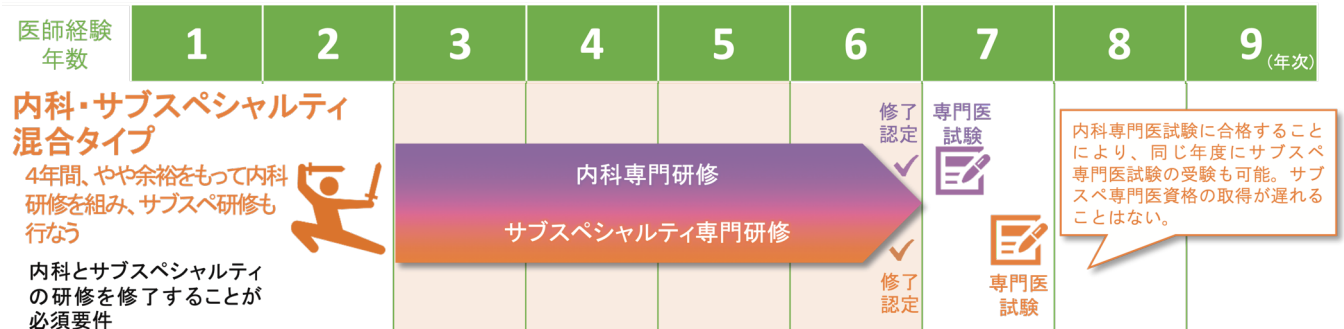 医師経験
年数
1
2
3
4
5
6
7
8
9
(年次)
内科・サブスペシャルティ
混合タイプ
4年間、やや余裕をもって内科
研修を組み、サブスペ研修も
行なう
内科とサブスペシャルティ
の研修を修了することが
必須要件
内科専門研修
サブスペシャルティ専門研修
修了
認定
修了
認定
専門医
試験
専門医
試験
内科専門医試験に合格すること
により、同じ年度にサブスペ
専門医試験の受験も可能。サブ
スペ専門医資格の取得が遅れる
ことはない。